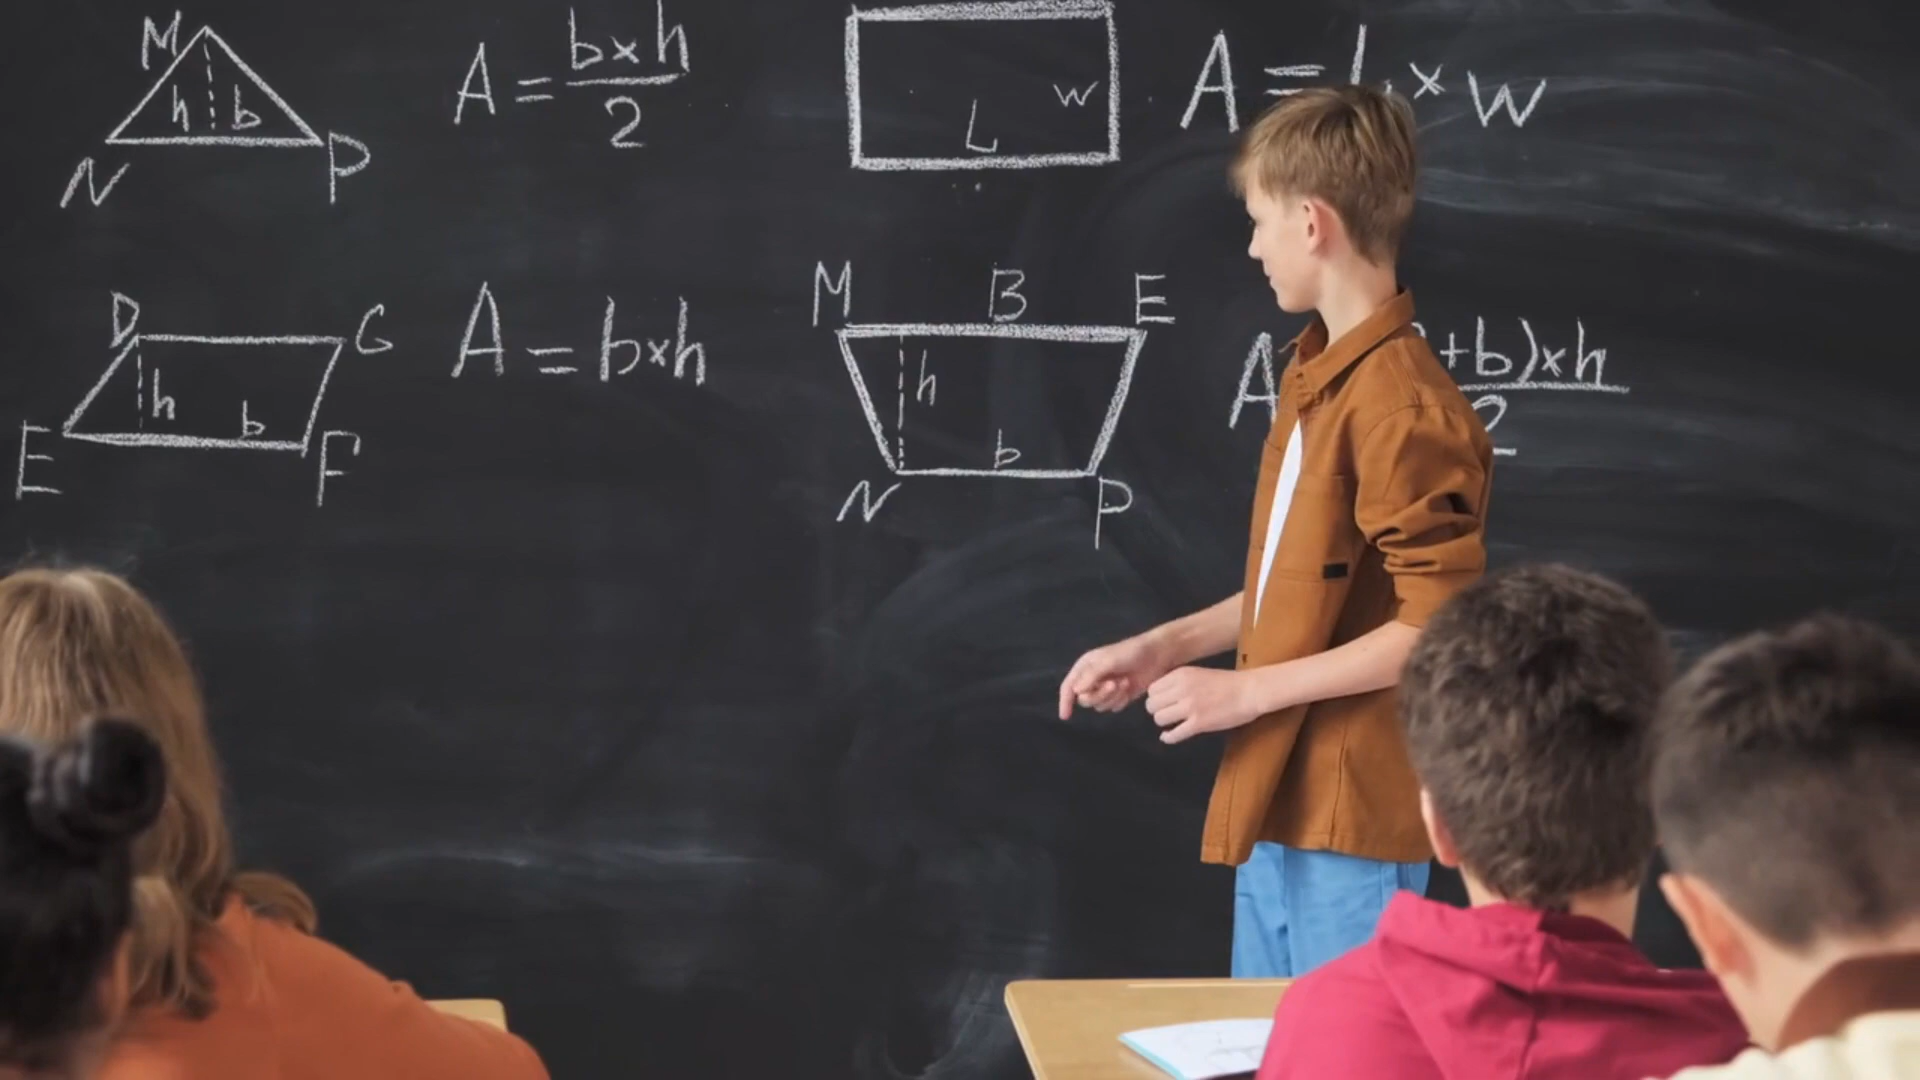 M
h b
N P
A = b×h
2
L W
A = L × W
D G
h b
E F
A = b×h
M B E
h
b
N P
A
+b)×h
2